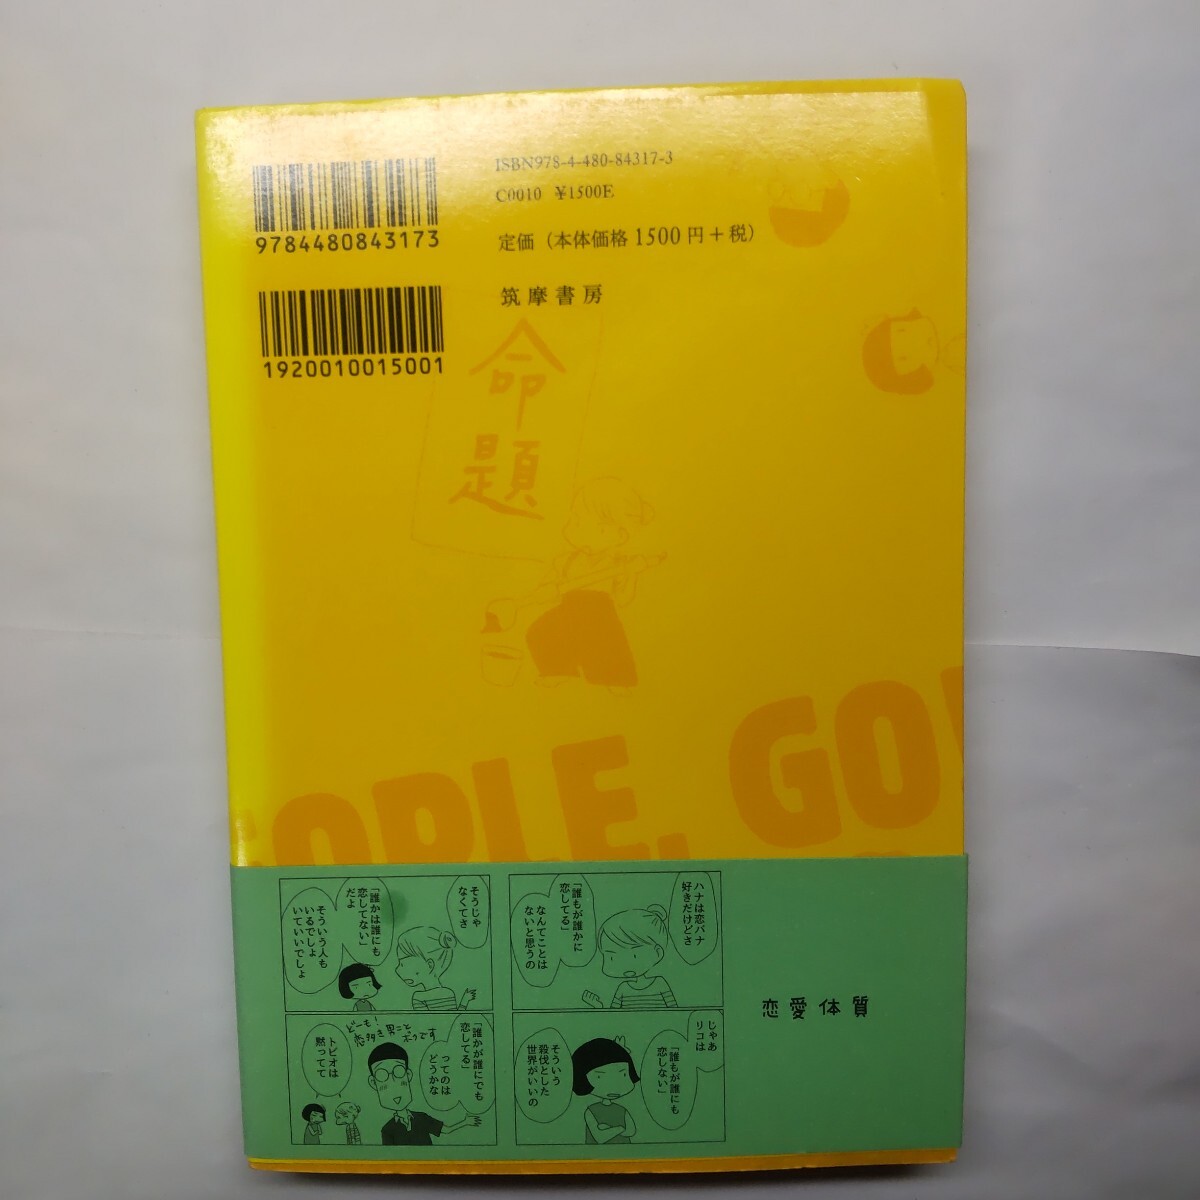 ISBN978-4-480-84317-3
C0010 ¥1500E
定価（本体価格1500円＋税）
筑摩書房
9784480843173
1920010015001
命
題
EOPLE, GO
恋愛体質
ハナは恋バナ
好きだけどさ
「誰もが誰かに
恋してる」
なんてことは
ないと思うの
じゃあ
リコは
「誰もが誰にも
恋しない」
そういう
殺伐とした
世界がいいの
そうじゃ
なくてさ
「誰かは誰にも
恋してない」
だよ
そういう人も
いるでしょ
いていいでしょ
「誰かが誰にでも
恋してる」
ってのは
どうかな
どーも！
恋多き男こと
ボクです
トビオは
黙ってて